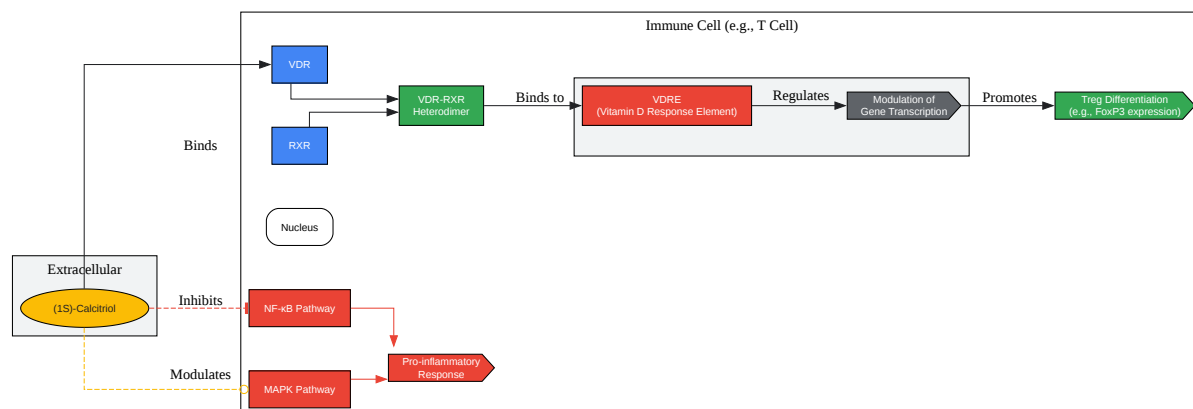 Immune Cell (e.g., T Cell)
VDR
VDR-RXR
Heterodimer
Binds to
VDRE
(Vitamin D Response Element)
Regulates
Modulation of
Gene Transcription
Promotes
Treg Differentiation
(e.g., FoxP3 expression)
RXR
Binds
Nucleus
Extracellular
(1S)-Calcitriol
Inhibits
NF-κB Pathway
Pro-inflammatory
Response
Modulates
MAPK Pathway